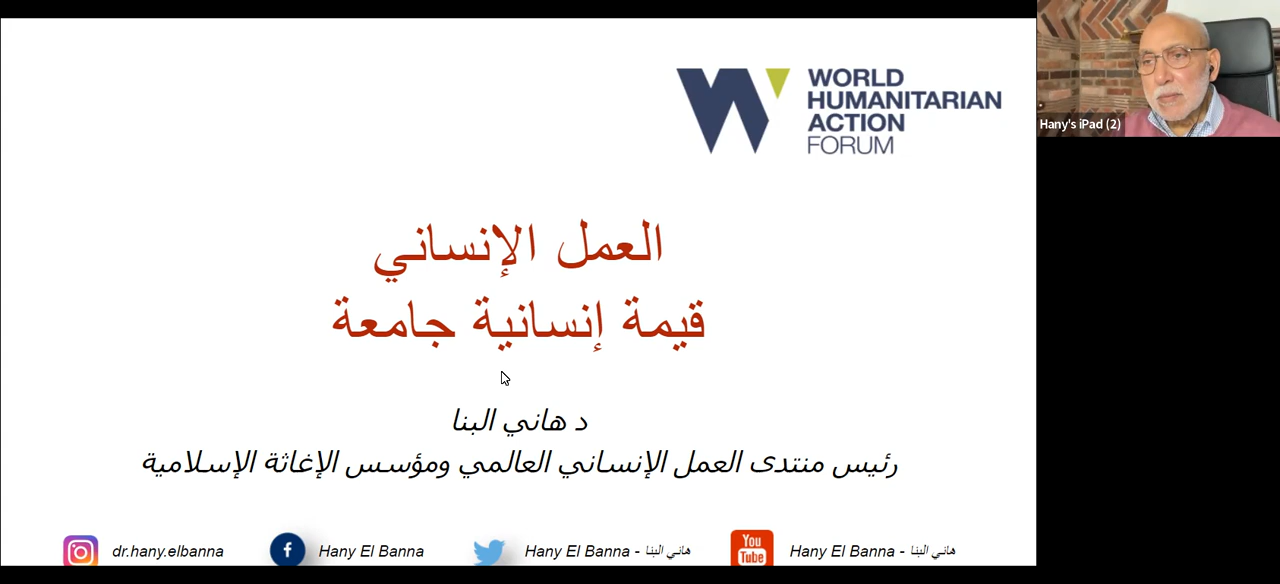 WORLD
HUMANITARIAN
ACTION
FORUM
Hany's iPad (2)
العمل الإنساني
قيمة إنسانية جامعة
د هاني البنا
رئيس منتدى العمل الإنساني العالمي ومؤسس الإغاثة الإسلامية
dr.hany.elbanna
Hany El Banna
Hany El Banna - هاني البنا
You
Tube
Hany El Banna - هاني البنا